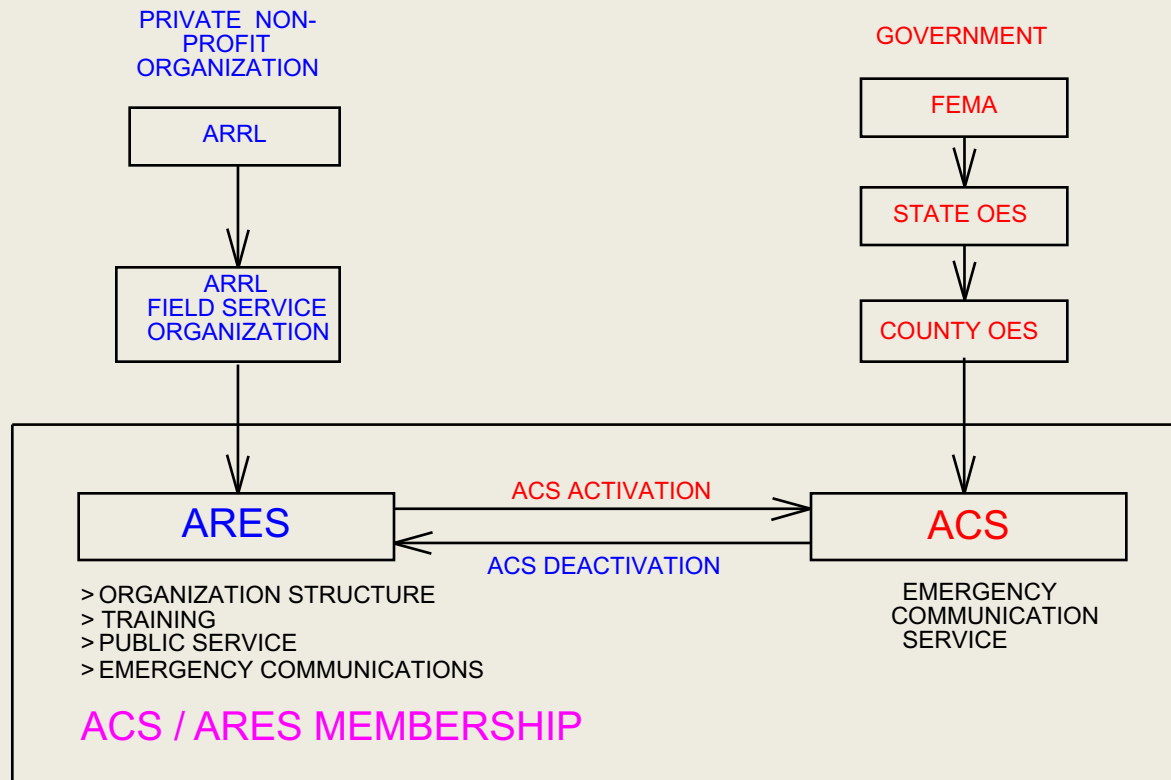 PRIVATE NON-
PROFIT
ORGANIZATION
ARRL
ARRL
FIELD SERVICE
ORGANIZATION
GOVERNMENT
FEMA
STATE OES
COUNTY OES
ARES
ACS ACTIVATION
ACS DEACTIVATION
ACS
> ORGANIZATION STRUCTURE
> TRAINING
> PUBLIC SERVICE
> EMERGENCY COMMUNICATIONS
EMERGENCY
COMMUNICATION
SERVICE
ACS / ARES MEMBERSHIP